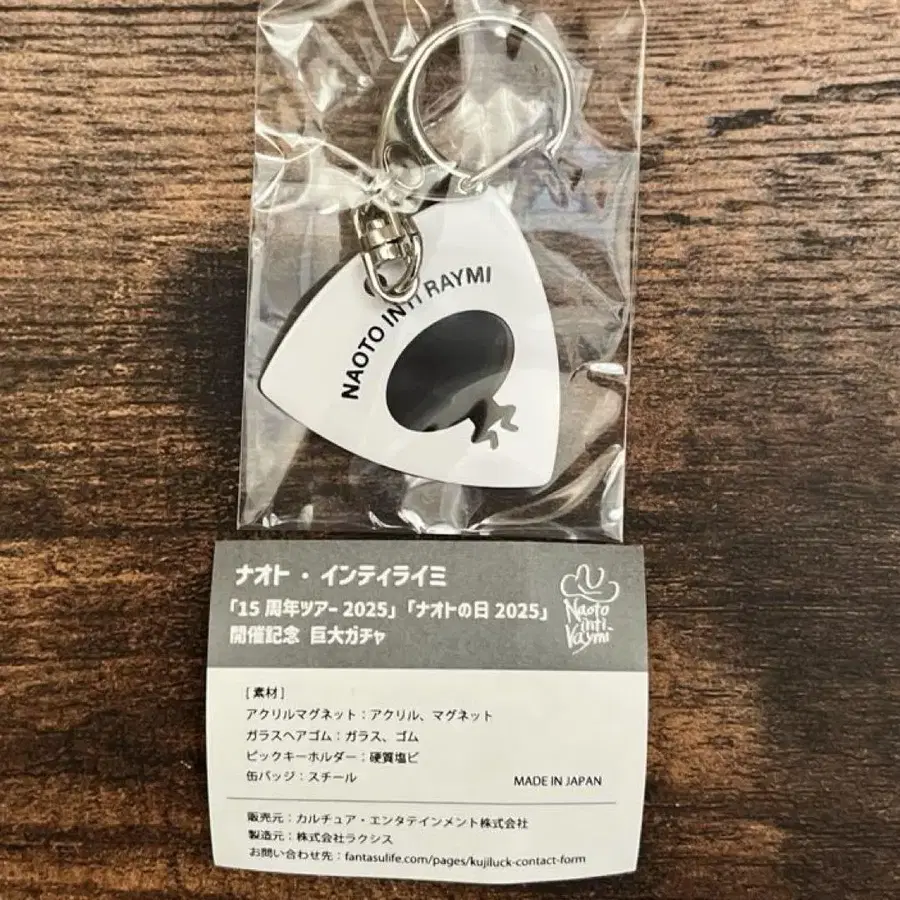 NAOTO INTI RAYMI
ナオト・インティライミ
「15周年ツアー2025」「ナオトの日 2025」
開催記念 巨大ガチャ
Naoto
inti
Raymi
[素材]
アクリルマグネット：アクリル、マグネット
ガラスヘアゴム：ガラス、ゴム
ピックキーホルダー：硬質塩ビ
缶バッジ：スチール
MADE IN JAPAN
販売元：カルチュア・エンタテインメント株式会社
製造元：株式会社ラクシス
お問い合わせ先：fantasulife.com/pages/kujiluck-contact-form